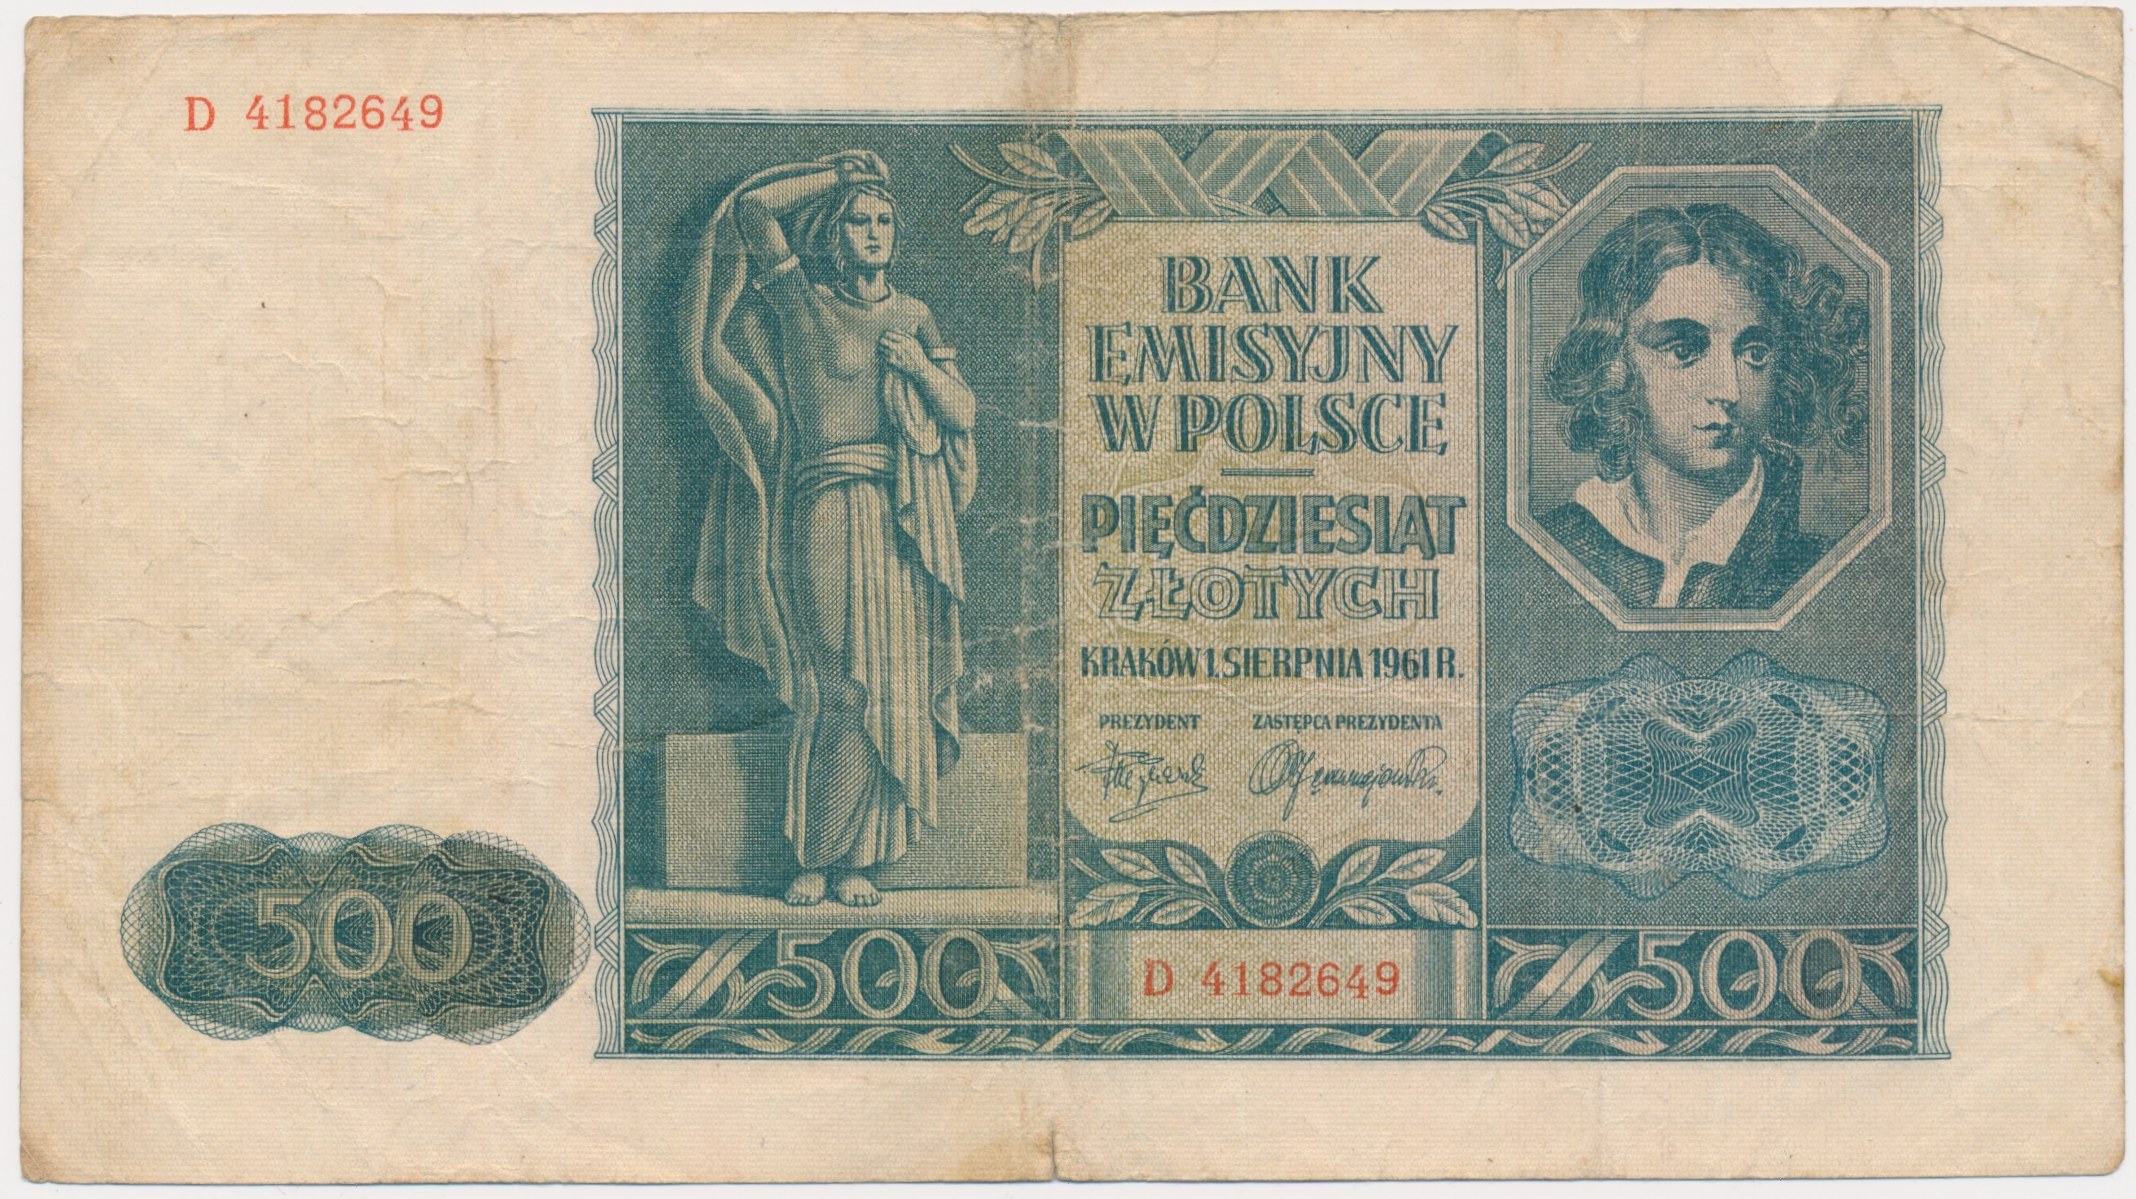 D 4182649
BANK
EMISYJNY
W POLSCE
PIĘĆDZIESIĄT
ZŁOTYCH
KRAKÓW 1. SIERPNIA 1961 R.
PREZYDENT ZASTĘPCA PREZYDENTA
500
500
D 4182649
500